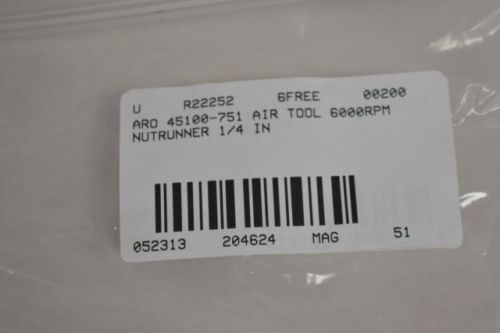 U R22252 6FREE 00200
ARO 45100-751 AIR TOOL 6000RPM
NUTRUNNER 1/4 IN
052313 204624 MAG 51